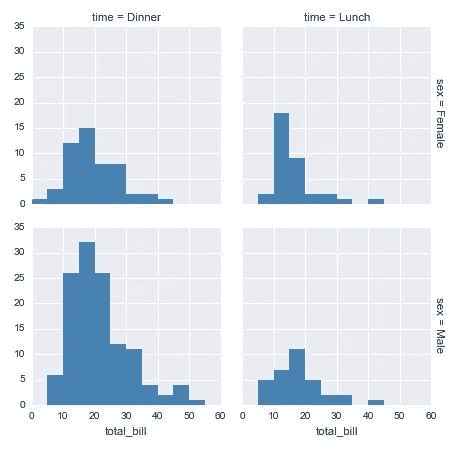 time = Dinner
time = Lunch
35
30
25
20
15
10
5
0
sex = Female
35
30
25
20
15
10
5
0
sex = Male
0 10 20 30 40 50 60
0 10 20 30 40 50 60
total_bill
total_bill